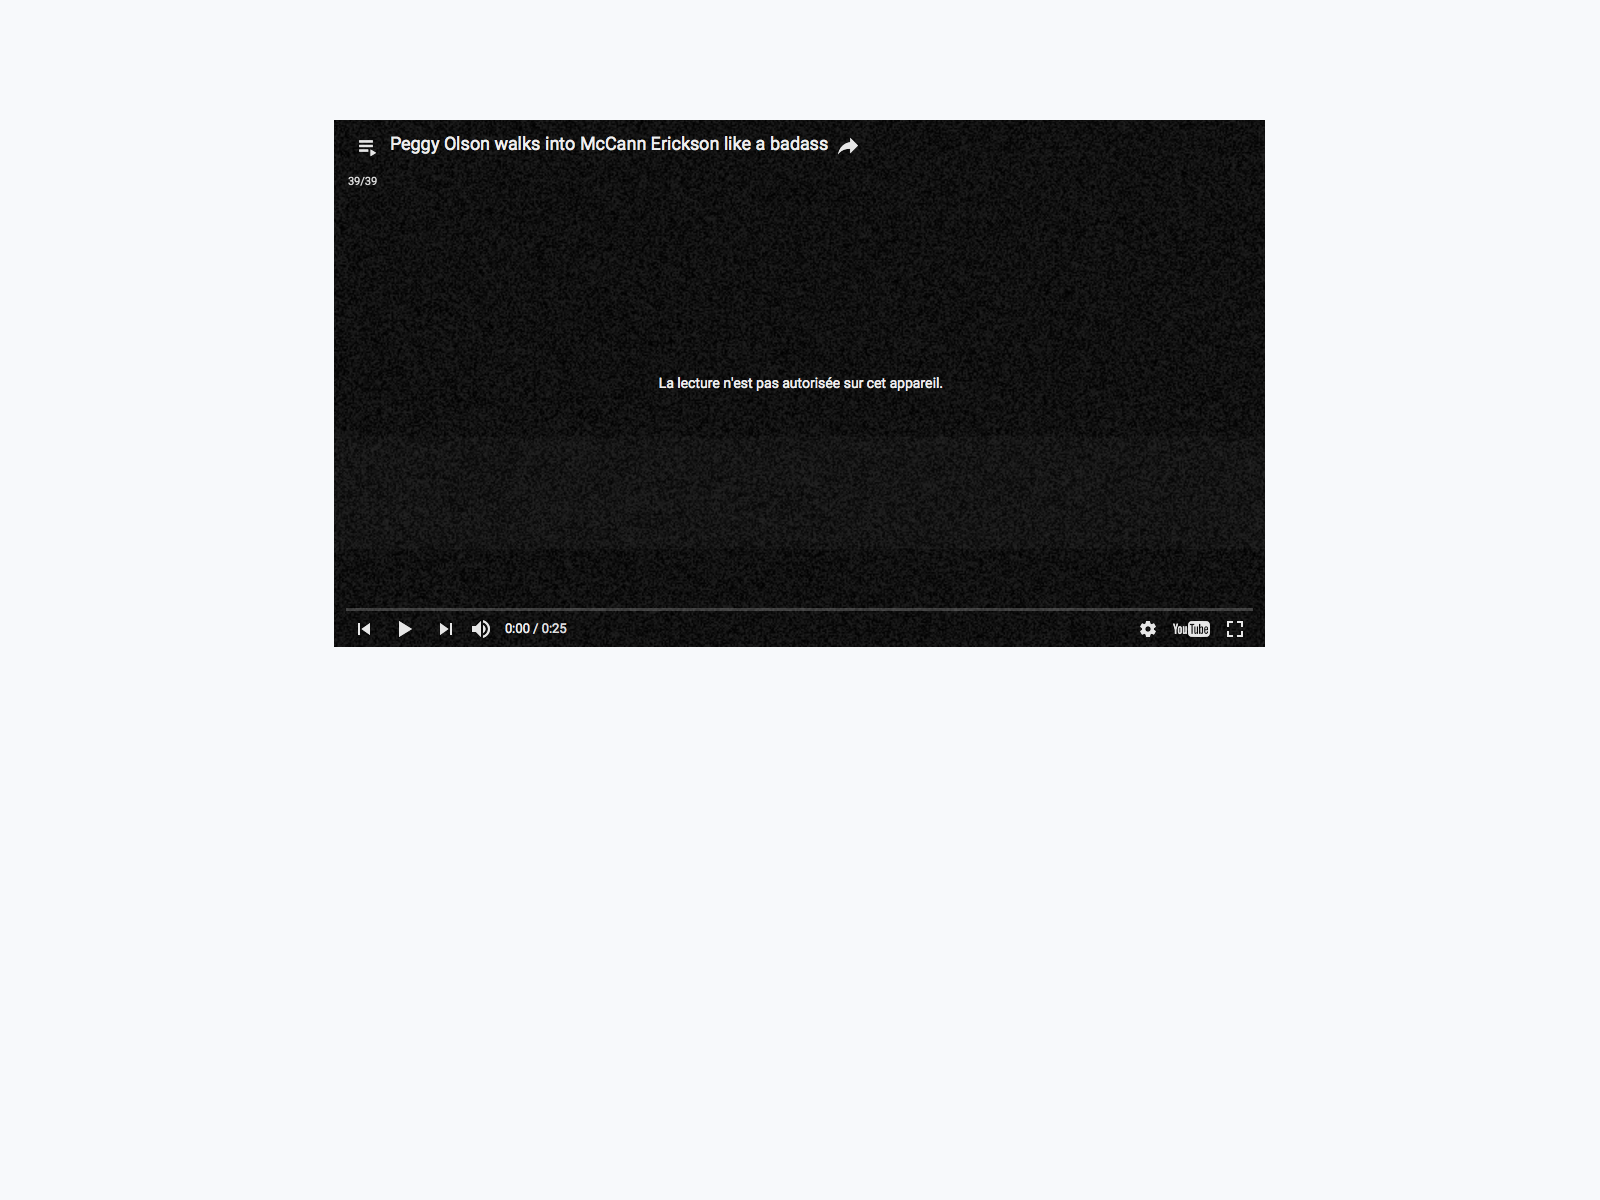 Peggy Olson walks into McCann Erickson like a badass
39/39
La lecture n'est pas autorisée sur cet appareil.
0:00 / 0:25
YouTube